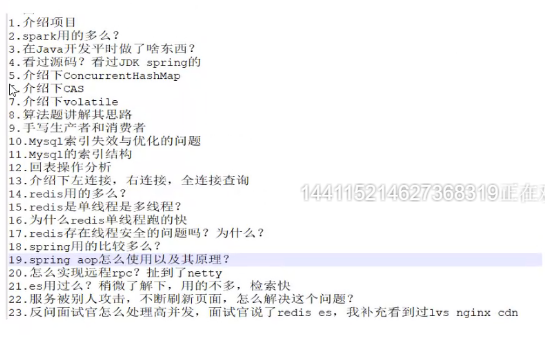 1.介绍项目
2.spark用的多么？
3.在Java开发平时做了啥东西？
4.看过源码？看过JDK spring的
5.介绍下ConcurrentHashMap
.介绍下CAS
7.介绍下volatile
8.算法题讲解其思路
9.手写生产者和消费者
10.Mysql索引失效与优化的问题
11.Mysql的索引结构
12.回表操作分析
13.介绍下左连接，右连接，全连接查询
14.redis用的多么？
15.redis是单线程是多线程？
16.为什么redis单线程跑的快
17.redis存在线程安全的问题吗？为什么？
18.spring用的比较多么？
19.spring aop怎么使用以及其原理？
20.怎么实现远程rpc？扯到了netty
21.es用过么？稍微了解下，用的不多，检索快
22.服务被别人攻击，不断刷新页面，怎么解决这个问题？
23.反问面试官怎么处理高并发，面试官说了redis es，我补充看到过lvs nginx cdn
144115214627368319正在观